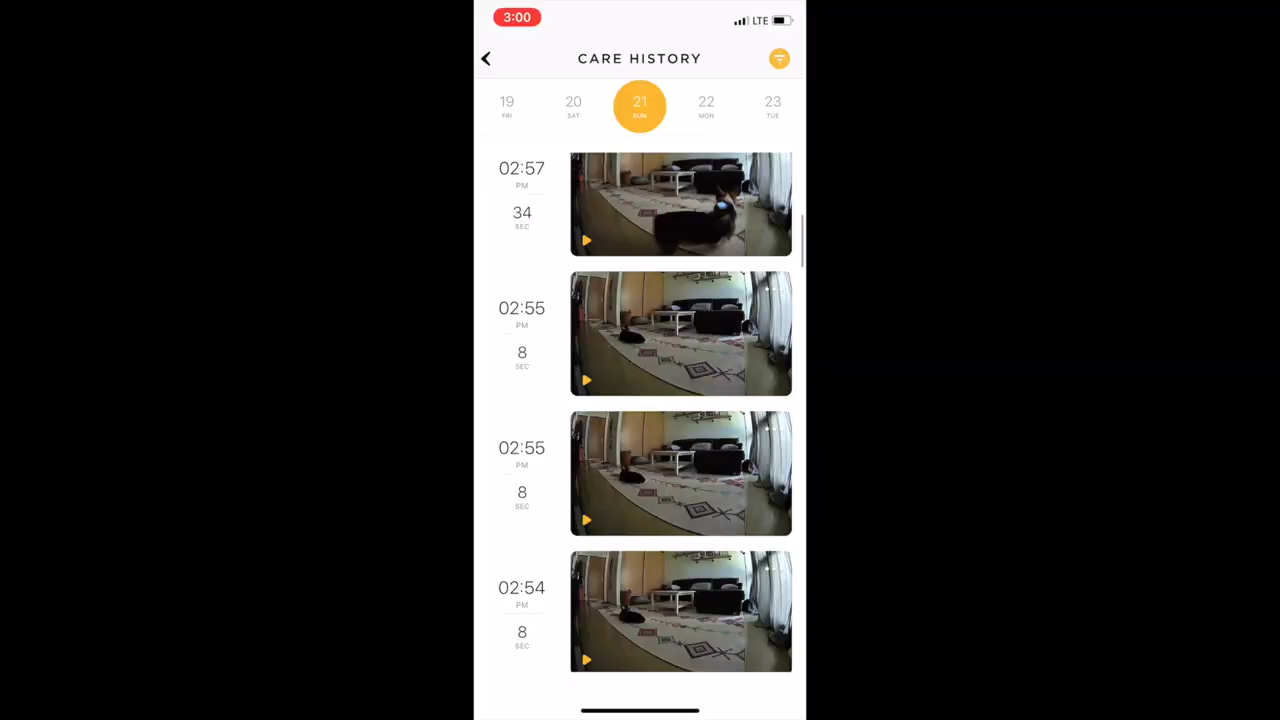 3:00
LTE
CARE HISTORY
19 20 21 22 23
FRI SAT SUN MON TUE
02:57
PM
34
SEC
02:55
PM
8
SEC
02:55
PM
8
SEC
02:54
PM
8
SEC